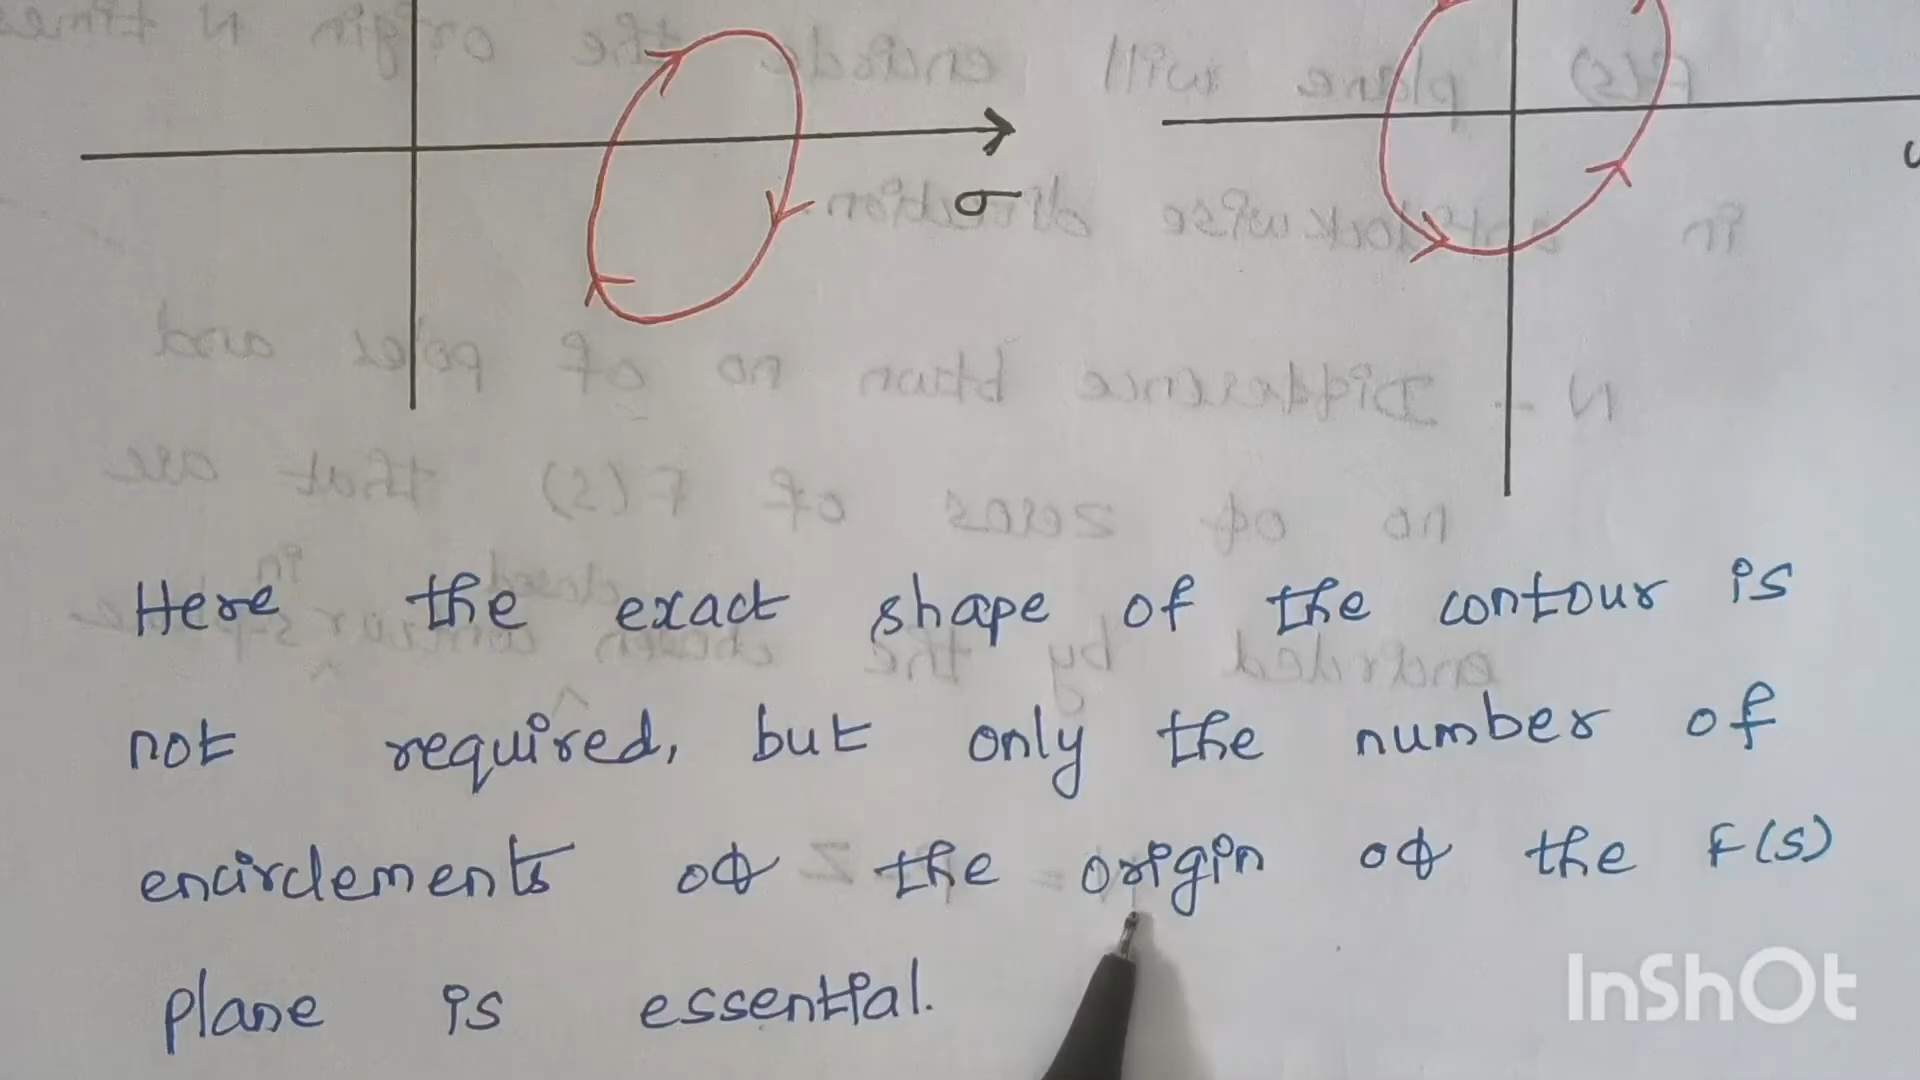 σ
Here the exact shape of the contour is
not required, but only the number of
encirclements of the origin of the F(s)
plane is essential.
InShOt